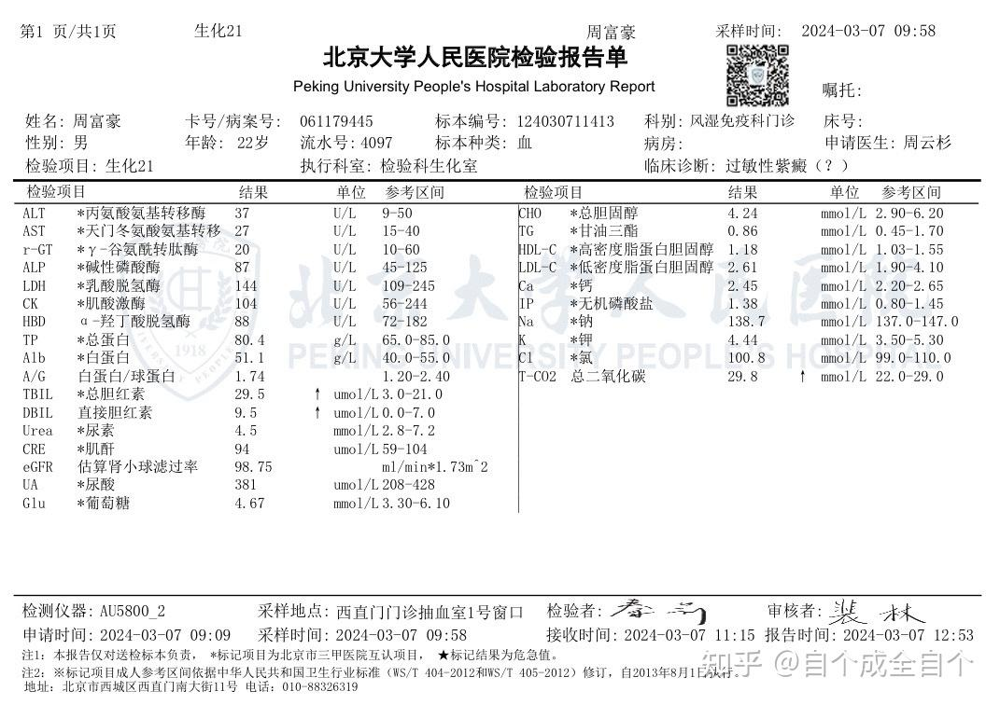 第1 页/共1页 生化21 周富豪 采样时间: 2024-03-07 09:58
北京大学人民医院检验报告单
Peking University People's Hospital Laboratory Report
嘱托:
姓名: 周富豪 卡号/病案号: 061179445 标本编号: 124030711413 科别: 风湿免疫科门诊 床号:
性别: 男 年龄: 22岁 流水号: 4097 标本种类: 血 病房: 申请医生: 周云杉
检验项目: 生化21 执行科室: 检验科生化室 临床诊断: 过敏性紫癜（?）
检验项目 结果 单位 参考区间 检验项目 结果 单位 参考区间
ALT *丙氨酸氨基转移酶 37 U/L 9-50 CHO *总胆固醇 4.24 mmol/L 2.90-6.20
AST *天门冬氨酸氨基转移 27 U/L 15-40 TG *甘油三酯 0.86 mmol/L 0.45-1.70
r-GT *γ-谷氨酰转肽酶 20 U/L 10-60 HDL-C *高密度脂蛋白胆固醇 1.18 mmol/L 1.03-1.55
ALP *碱性磷酸酶 87 U/L 45-125 LDL-C *低密度脂蛋白胆固醇 2.61 mmol/L 1.90-4.10
LDH *乳酸脱氢酶 144 U/L 109-245 Ca *钙 2.45 mmol/L 2.20-2.65
CK *肌酸激酶 104 U/L 56-244 IP *无机磷酸盐 1.38 mmol/L 0.80-1.45
HBD α-羟丁酸脱氢酶 88 U/L 72-182 Na *钠 138.7 mmol/L 137.0-147.0
TP *总蛋白 80.4 g/L 65.0-85.0 K *钾 4.44 mmol/L 3.50-5.30
Alb *白蛋白 51.1 g/L 40.0-55.0 Cl *氯 100.8 mmol/L 99.0-110.0
A/G 白蛋白/球蛋白 1.74 1.20-2.40 T-CO2 总二氧化碳 29.8 ↑ mmol/L 22.0-29.0
TBIL *总胆红素 29.5 ↑ umol/L 3.0-21.0
DBIL 直接胆红素 9.5 ↑ umol/L 0.0-7.0
Urea *尿素 4.5 mmol/L 2.8-7.2
CRE *肌酐 94 umol/L 59-104
eGFR 估算肾小球滤过率 98.75 ml/min*1.73m^2
UA *尿酸 381 umol/L 208-428
Glu *葡萄糖 4.67 mmol/L 3.30-6.10
北京大学人民医院
PEKING UNIVERSITY PEOPLE'S HOSPITAL
1918
检测仪器: AU5800_2 采样地点: 西直门门诊抽血室1号窗口 检验者: 审核者: 裴林
申请时间: 2024-03-07 09:09 采样时间: 2024-03-07 09:58 接收时间: 2024-03-07 11:15 报告时间: 2024-03-07 12:53
注1: 本报告仅对送检标本负责, *标记项目为北京市三甲医院互认项目, ★标记结果为危急值。
注2: ※标记项目成人参考区间依据中华人民共和国卫生行业标准（WS/T 404-2012和WS/T 405-2012）修订, 自2013年8月1日执行。
地址: 北京市西城区西直门南大街11号 电话: 010-88326319
知乎 @自个成全自个